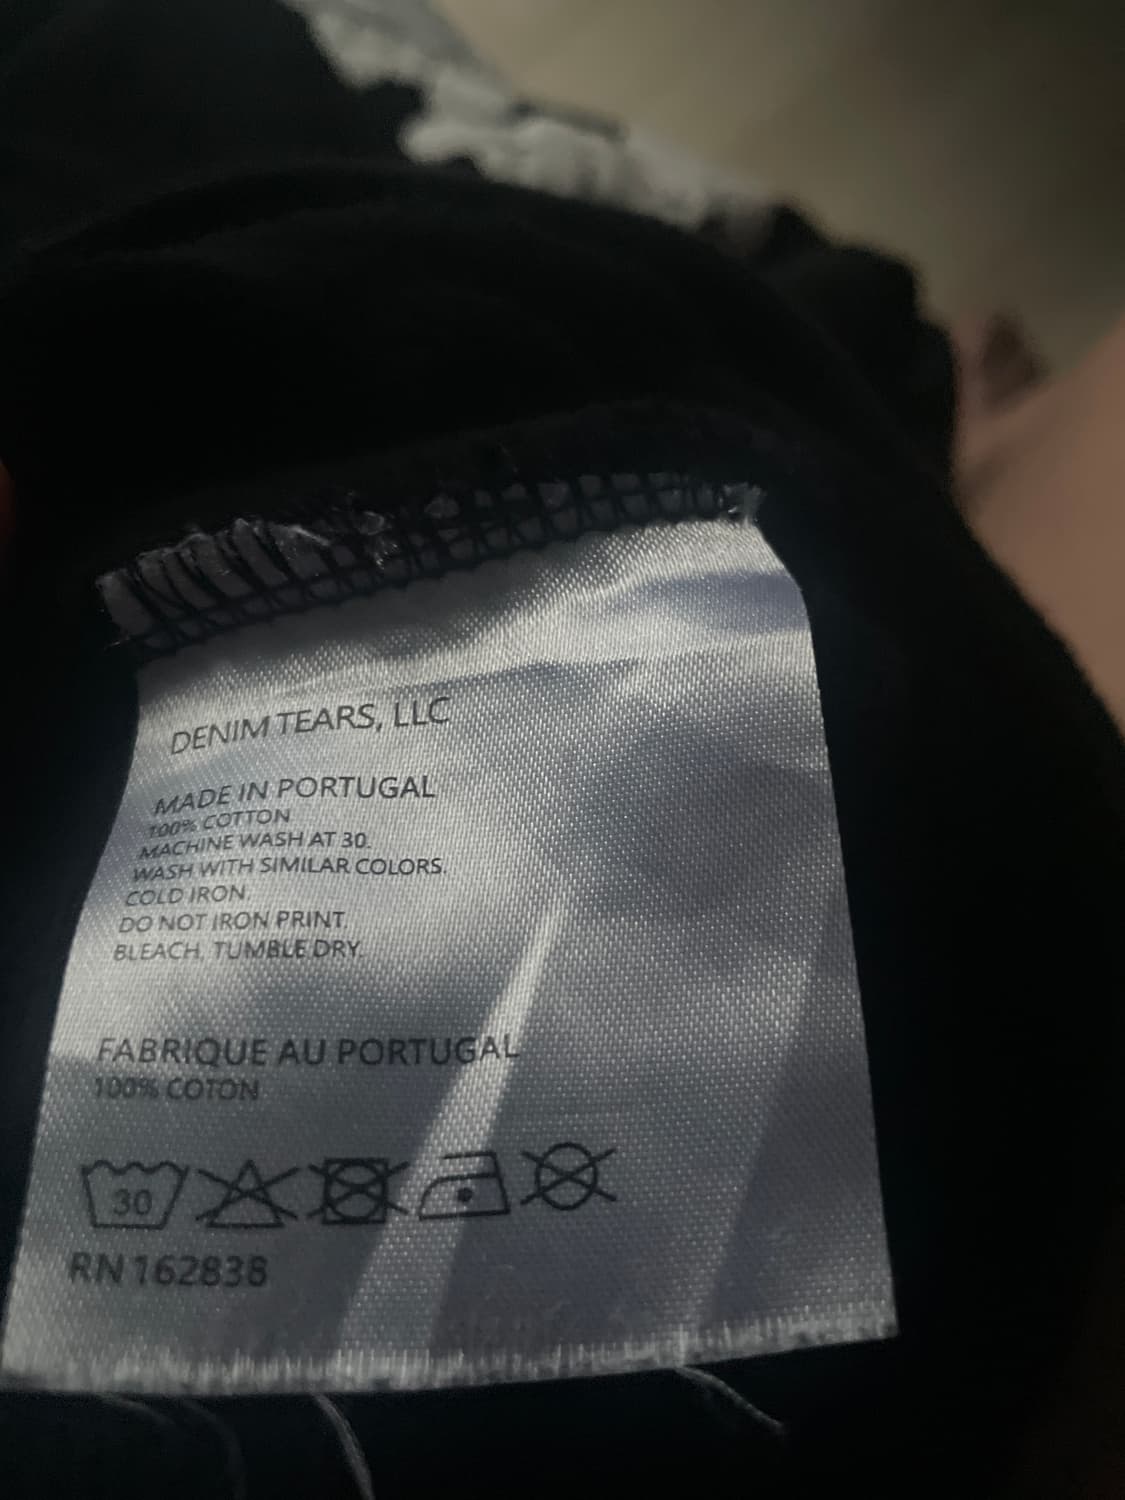 DENIM TEARS, LLC
MADE IN PORTUGAL
100% COTTON
MACHINE WASH AT 30.
WASH WITH SIMILAR COLORS.
COLD IRON.
DO NOT IRON PRINT.
BLEACH. TUMBLE DRY.
FABRIQUE AU PORTUGAL
100% COTON
30
RN 162838